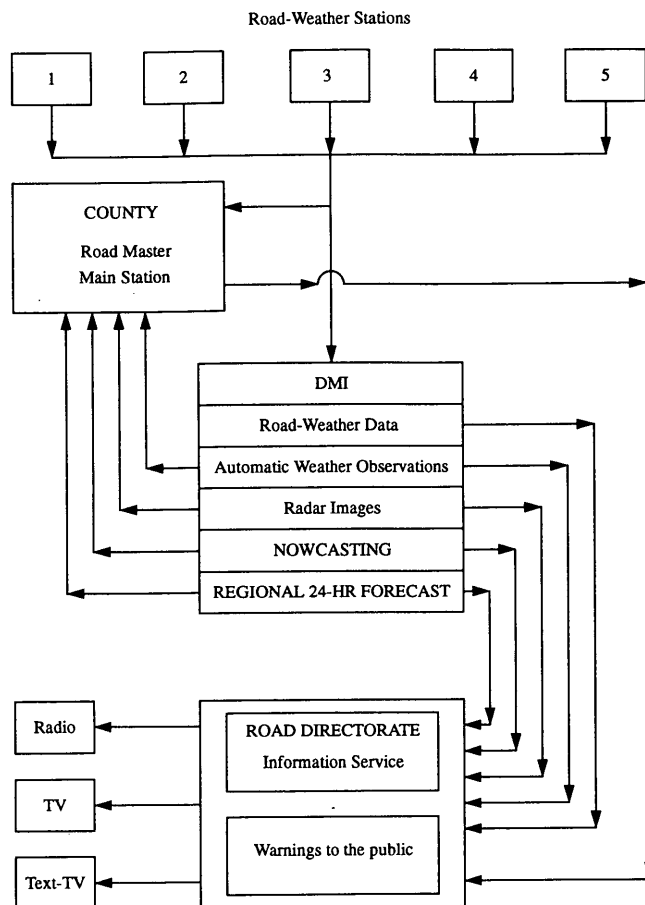 Road-Weather Stations
1
2
3
4
5
COUNTY
Road Master
Main Station
DMI
Road-Weather Data
Automatic Weather Observations
Radar Images
NOWCASTING
REGIONAL 24-HR FORECAST
Radio
TV
Text-TV
ROAD DIRECTORATE
Information Service
Warnings to the public